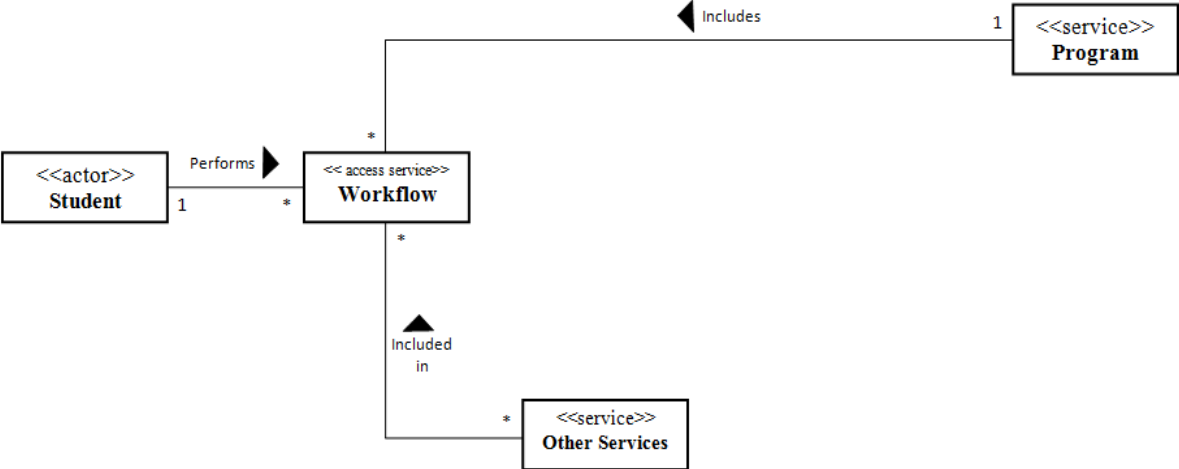 Includes
1
<<service>>
Program
*
Performs
<<actor>>
Student
1
*
<< access service>>
Workflow
*
Included
in
*
<<service>>
Other Services